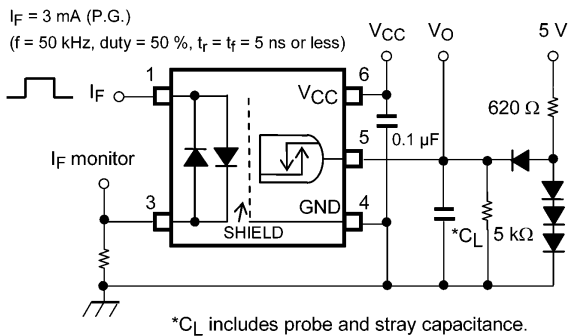 IF = 3 mA (P.G.)
(f = 50 kHz, duty = 50 %, tr = tf = 5 ns or less)
VCC
VO
5 V
1
6
IF
VCC
620 Ω
5
0.1 μF
IF monitor
3
GND
4
SHIELD
*CL
5 kΩ
*CL includes probe and stray capacitance.